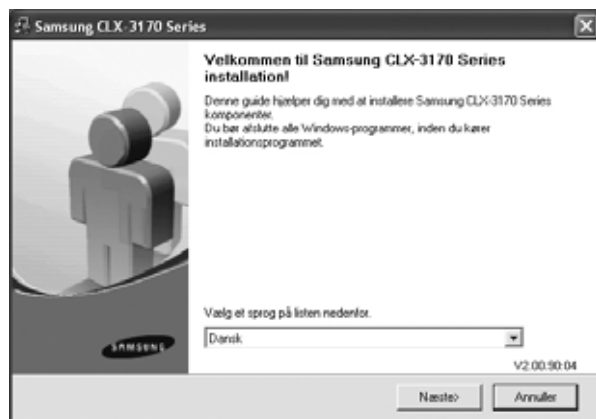 Samsung CLX-3170 Series
Velkommen til Samsung CLX-3170 Series
installation!
Denne guide hjælper dig med at installere Samsung CLX-3170 Series
komponenter.
Du bør afslutte alle Windows-programmer, inden du kører
installationsprogrammet.
Vælg et sprog på listen nedenfor.
SAMSUNG
Dansk
V2.00.90:04
Næste>
Annuller